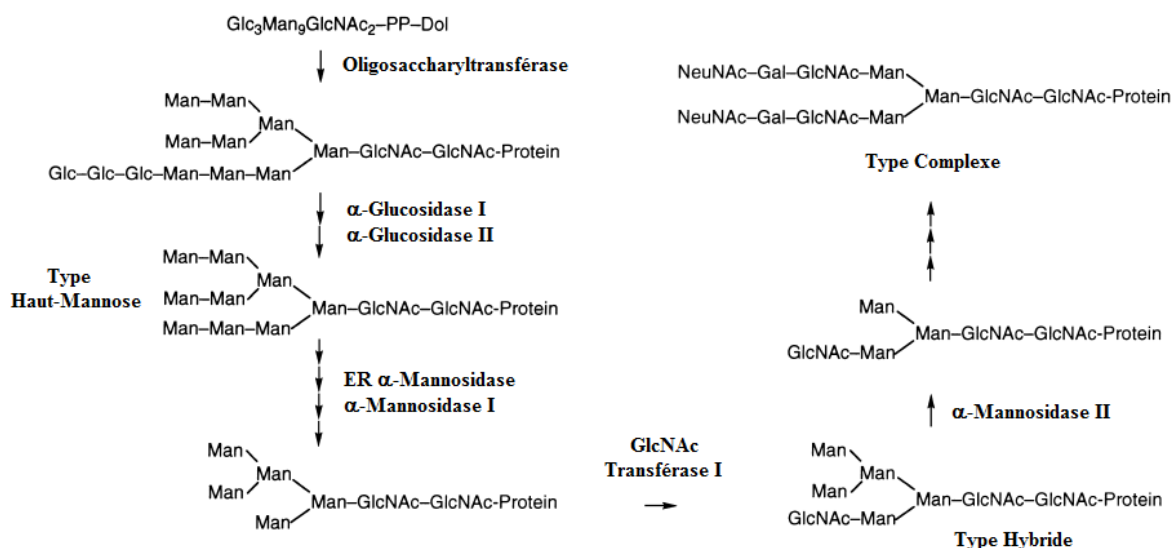 Glc3Man9GlcNAc2–PP–Dol
Oligosaccharyltransférase
Man–Man
Man
Man–Man
Man–GlcNAc–GlcNAc-Protein
Glc–Glc–Glc–Man–Man–Man
α-Glucosidase I
α-Glucosidase II
Type
Haut-Mannose
Man–Man
Man
Man–Man
Man–GlcNAc–GlcNAc-Protein
Man–Man–Man
ER α-Mannosidase
α-Mannosidase I
Man
Man
Man
Man–GlcNAc–GlcNAc-Protein
Man
GlcNAc
Transférase I
Man
Man
Man
Man–GlcNAc–GlcNAc-Protein
GlcNAc–Man
Type Hybride
α-Mannosidase II
Man
Man–GlcNAc–GlcNAc-Protein
GlcNAc–Man
NeuNAc–Gal–GlcNAc–Man
Man–GlcNAc–GlcNAc-Protein
NeuNAc–Gal–GlcNAc–Man
Type Complexe